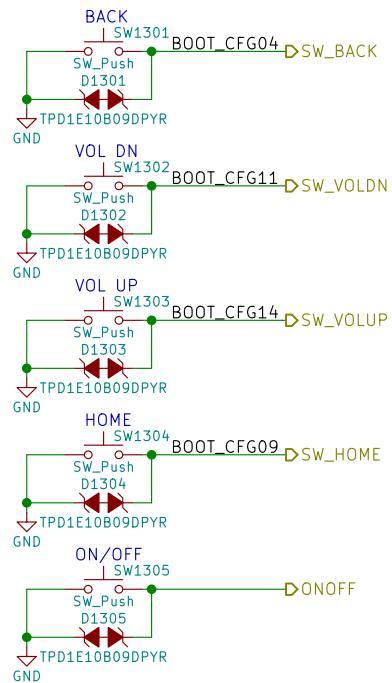 BACK
SW1301
BOOT_CFG04
SW_BACK
SW_Push
D1301
TPD1E10B09DPYR
GND
VOL DN
SW1302
BOOT_CFG11
SW_VOLDN
SW_Push
D1302
TPD1E10B09DPYR
GND
VOL UP
SW1303
BOOT_CFG14
SW_VOLUP
SW_Push
D1303
TPD1E10B09DPYR
GND
HOME
SW1304
BOOT_CFG09
SW_HOME
SW_Push
D1304
TPD1E10B09DPYR
GND
ON/OFF
SW1305
ONOFF
SW_Push
D1305
TPD1E10B09DPYR
GND